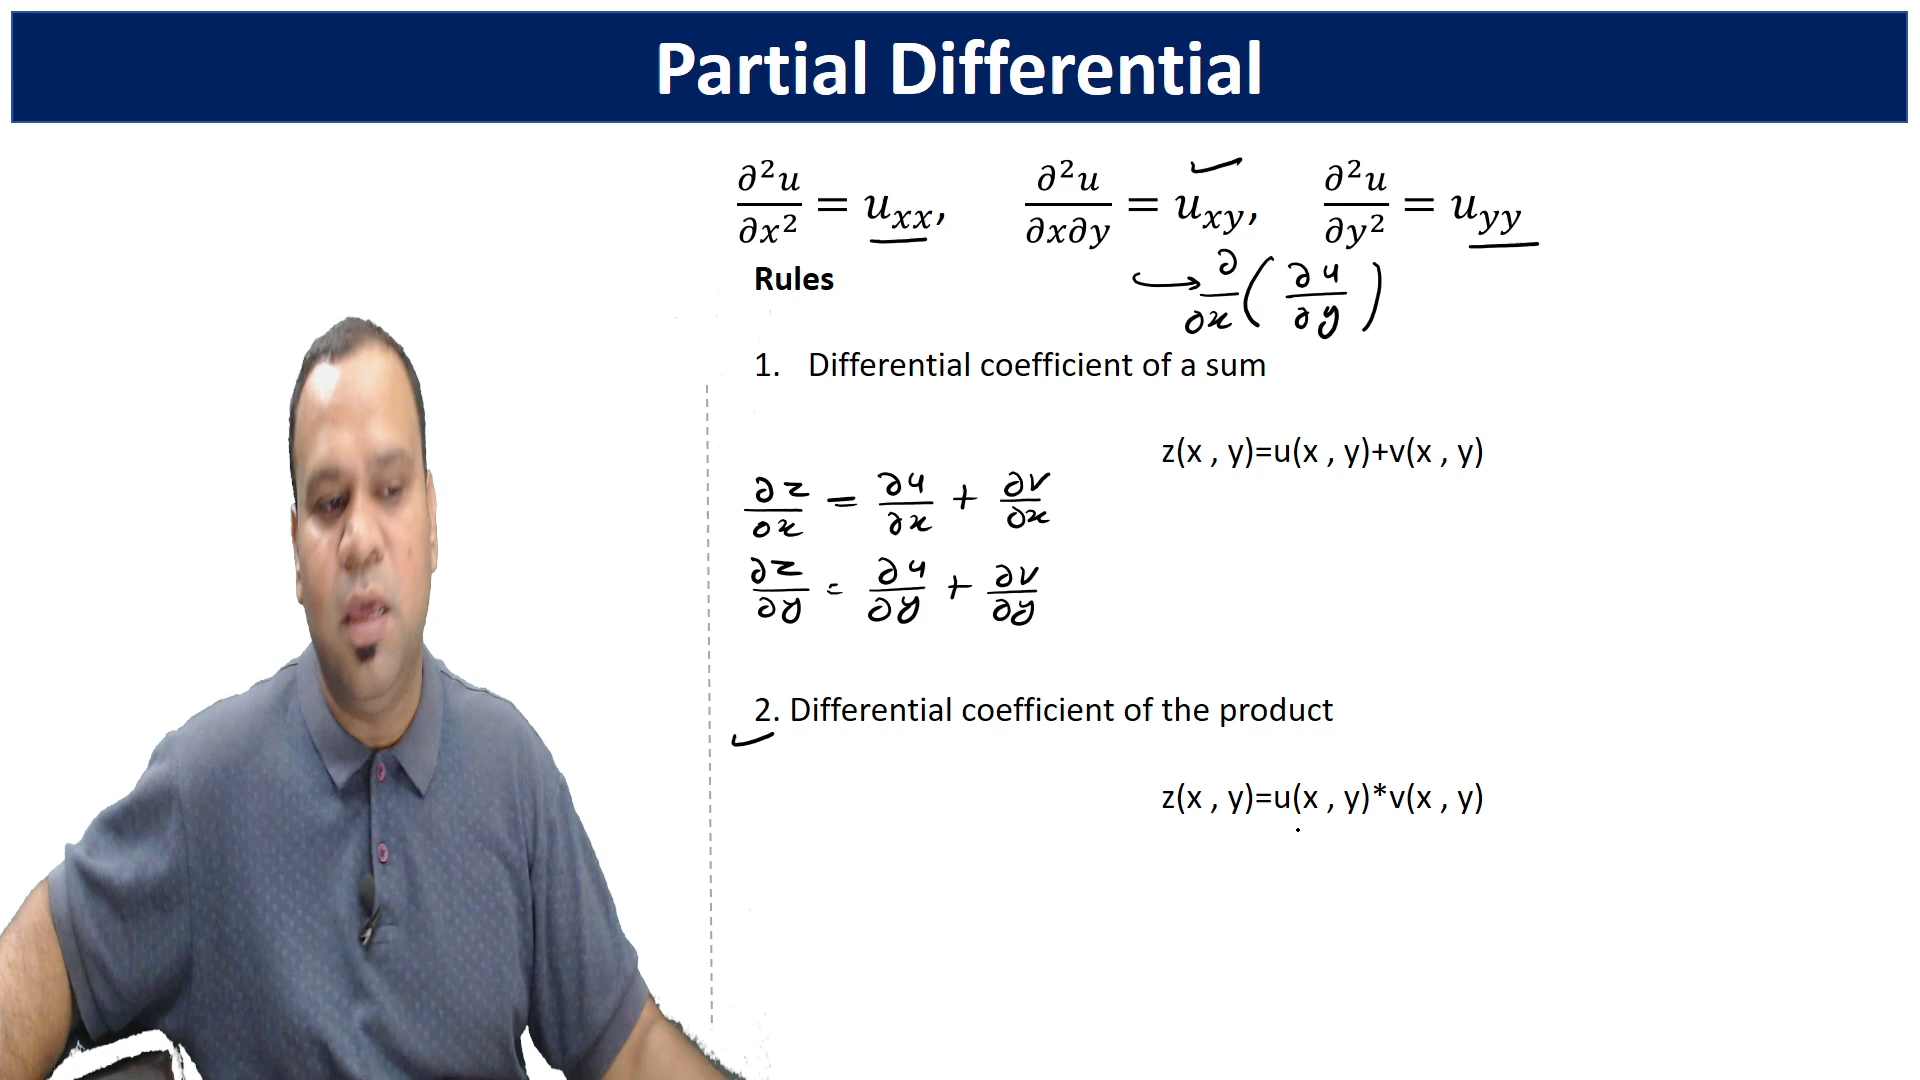 Partial Differential
∂²u/∂x² = u_xx, ∂²u/∂x∂y = u_xy, ∂²u/∂y² = u_yy
Rules
∂/∂x (∂u/∂y)
1. Differential coefficient of a sum
z(x , y)=u(x , y)+v(x , y)
∂z/∂x = ∂u/∂x + ∂v/∂x
∂z/∂y = ∂u/∂y + ∂v/∂y
2. Differential coefficient of the product
z(x , y)=u(x , y)*v(x , y)